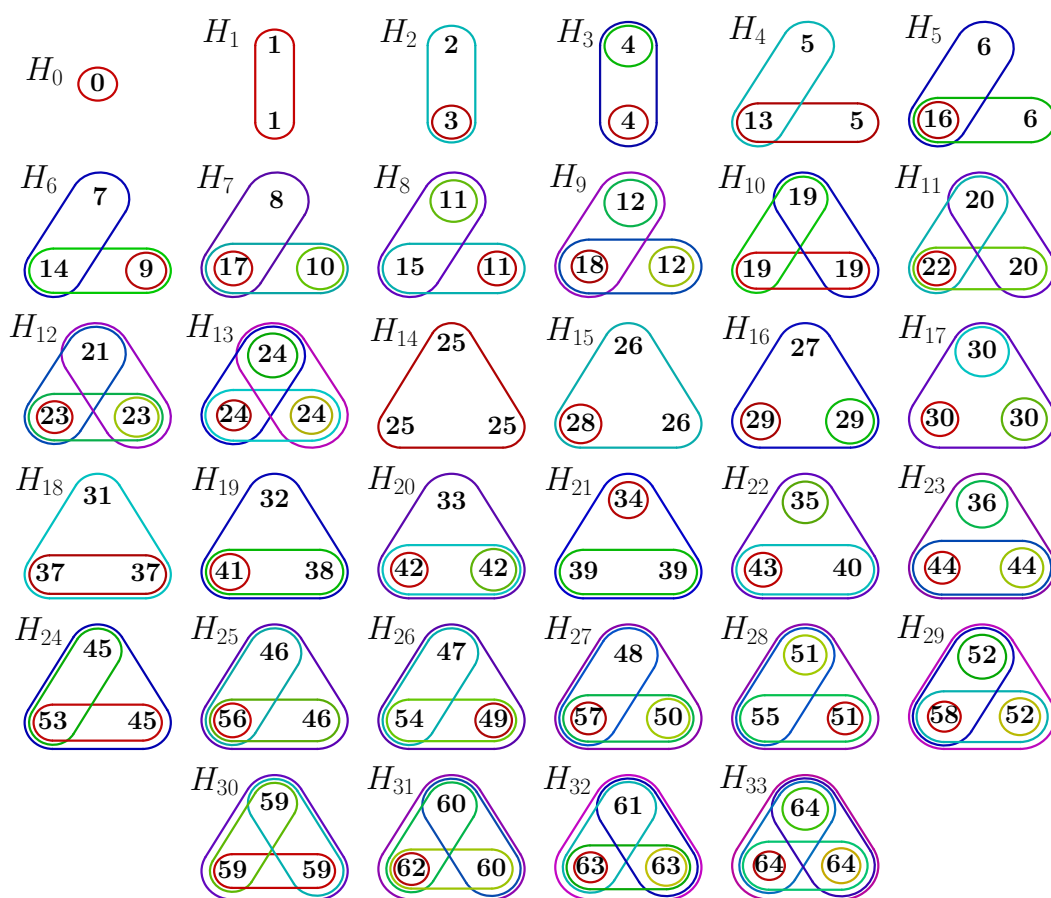 H₀ 0 H₁ 1 1 H₂ 2 3 H₃ 4 4 H₄ 5 13 5 H₅ 6 16 6
H₆ 7 14 9 H₇ 8 17 10 H₈ 11 15 11 H₉ 12 18 12 H₁₀ 19 19 19 H₁₁ 20 22 20
H₁₂ 21 23 23 H₁₃ 24 24 24 H₁₄ 25 25 25 H₁₅ 26 28 26 H₁₆ 27 29 29 H₁₇ 30 30 30
H₁₈ 31 37 37 H₁₉ 32 41 38 H₂₀ 33 42 42 H₂₁ 34 39 39 H₂₂ 35 43 40 H₂₃ 36 44 44
H₂₄ 45 53 45 H₂₅ 46 56 46 H₂₆ 47 54 49 H₂₇ 48 57 50 H₂₈ 51 55 51 H₂₉ 52 58 52
H₃₀ 59 59 59 H₃₁ 60 62 60 H₃₂ 61 63 63 H₃₃ 64 64 64